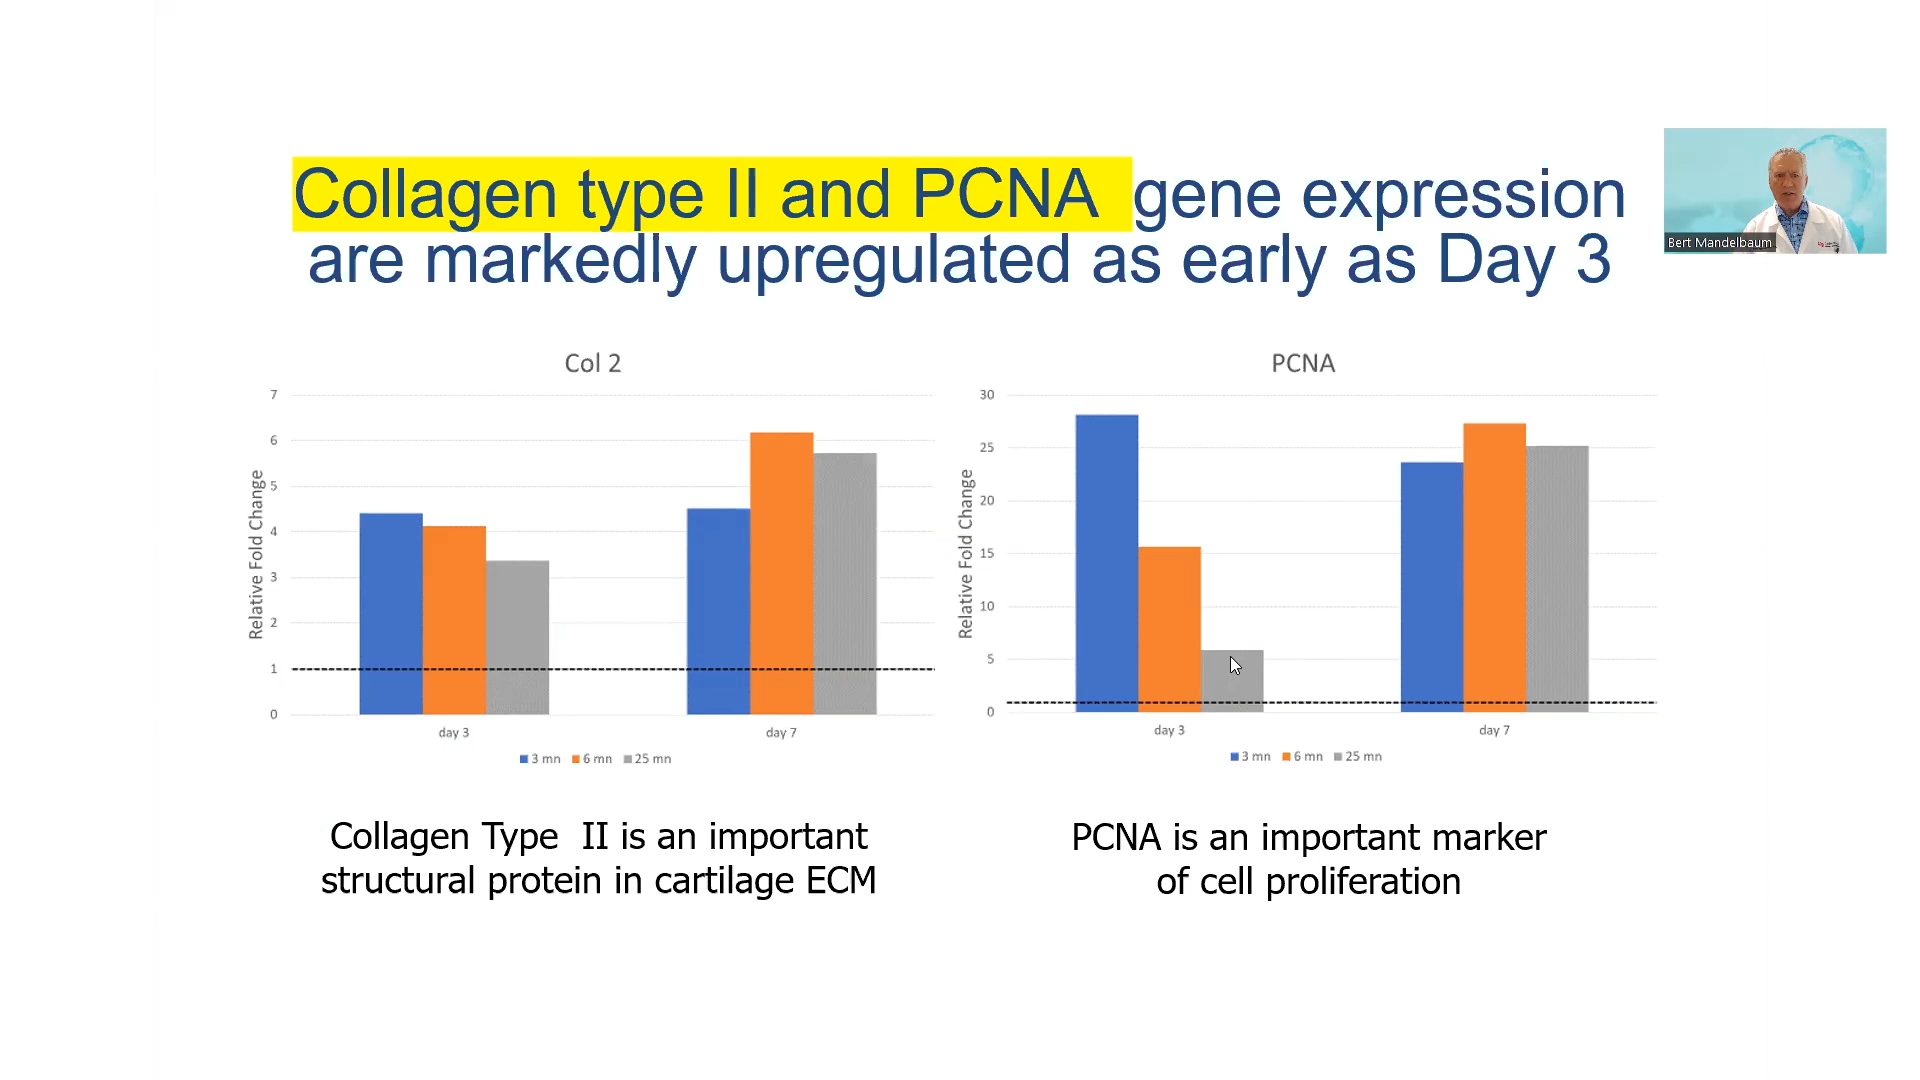 Collagen type II and PCNA gene expression
are markedly upregulated as early as Day 3
Bert Mandelbaum
Col 2
7
6
5
4
3
2
1
0
Relative Fold Change
day 3
day 7
3 mn
6 mn
25 mn
PCNA
30
25
20
15
10
5
0
Relative Fold Change
day 3
day 7
3 mn
6 mn
25 mn
Collagen Type II is an important
structural protein in cartilage ECM
PCNA is an important marker
of cell proliferation